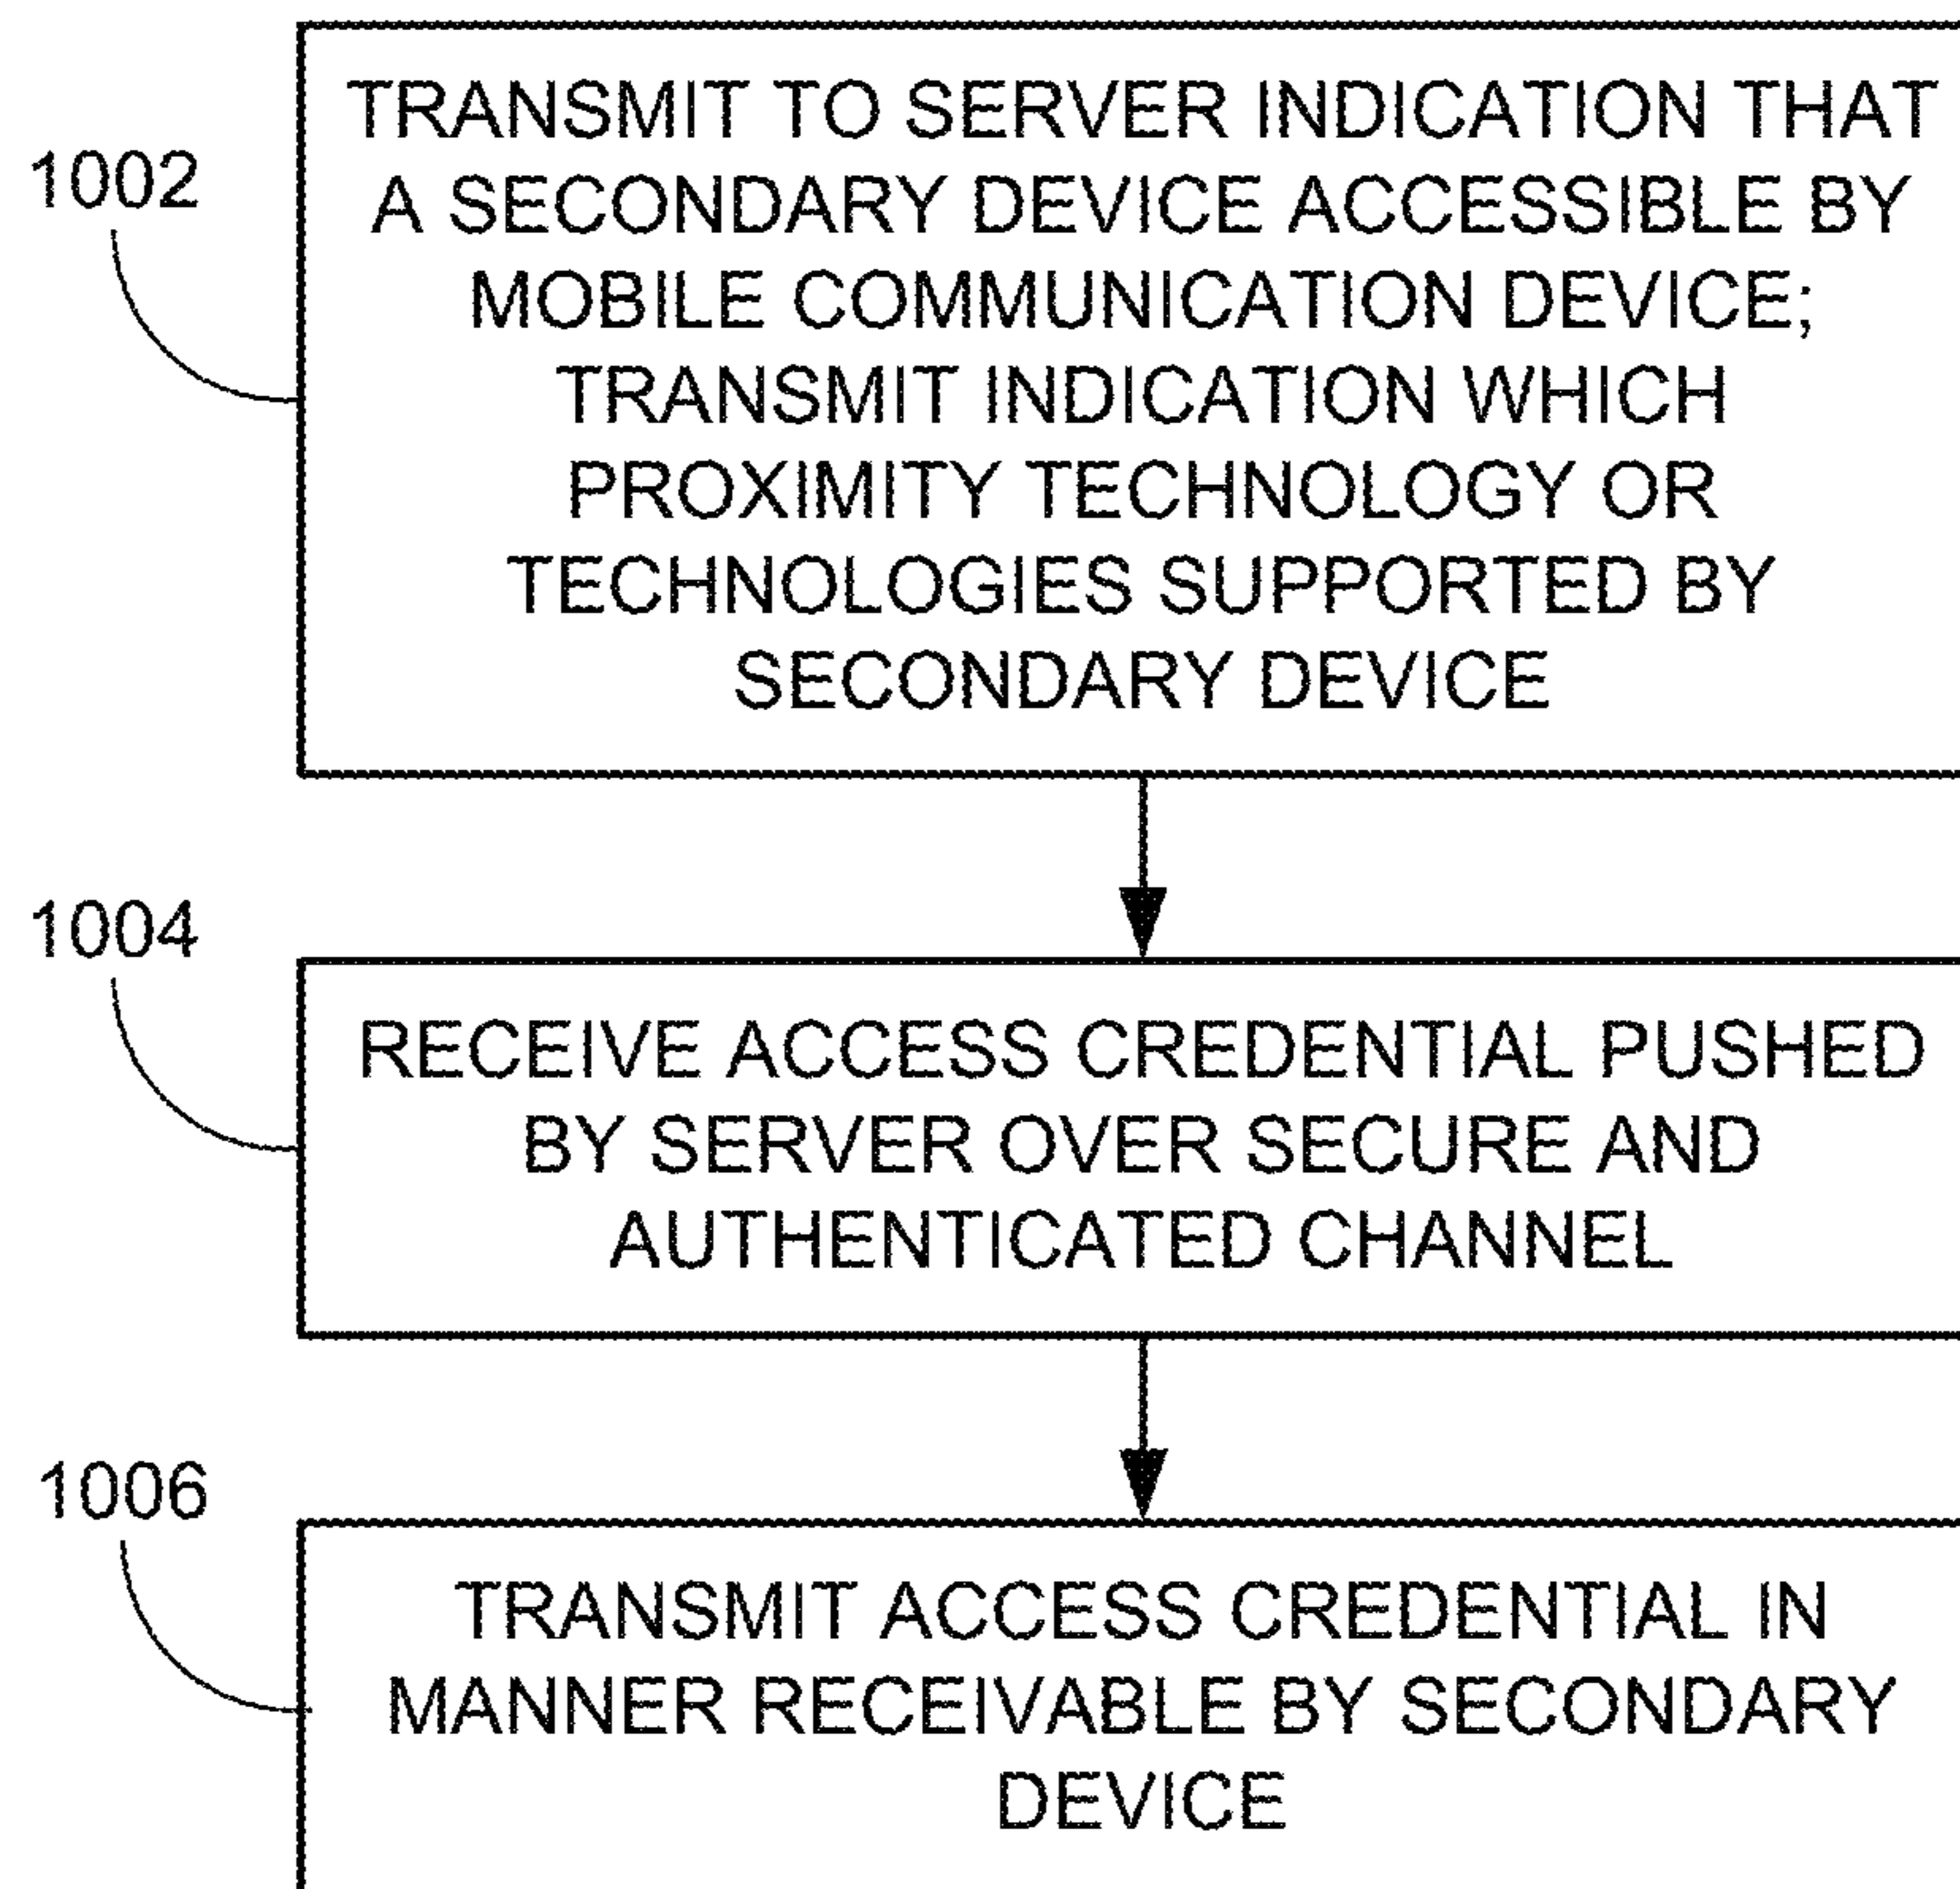 1002
TRANSMIT TO SERVER INDICATION THAT
A SECONDARY DEVICE ACCESSIBLE BY
MOBILE COMMUNICATION DEVICE;
TRANSMIT INDICATION WHICH
PROXIMITY TECHNOLOGY OR
TECHNOLOGIES SUPPORTED BY
SECONDARY DEVICE
1004
RECEIVE ACCESS CREDENTIAL PUSHED
BY SERVER OVER SECURE AND
AUTHENTICATED CHANNEL
1006
TRANSMIT ACCESS CREDENTIAL IN
MANNER RECEIVABLE BY SECONDARY
DEVICE